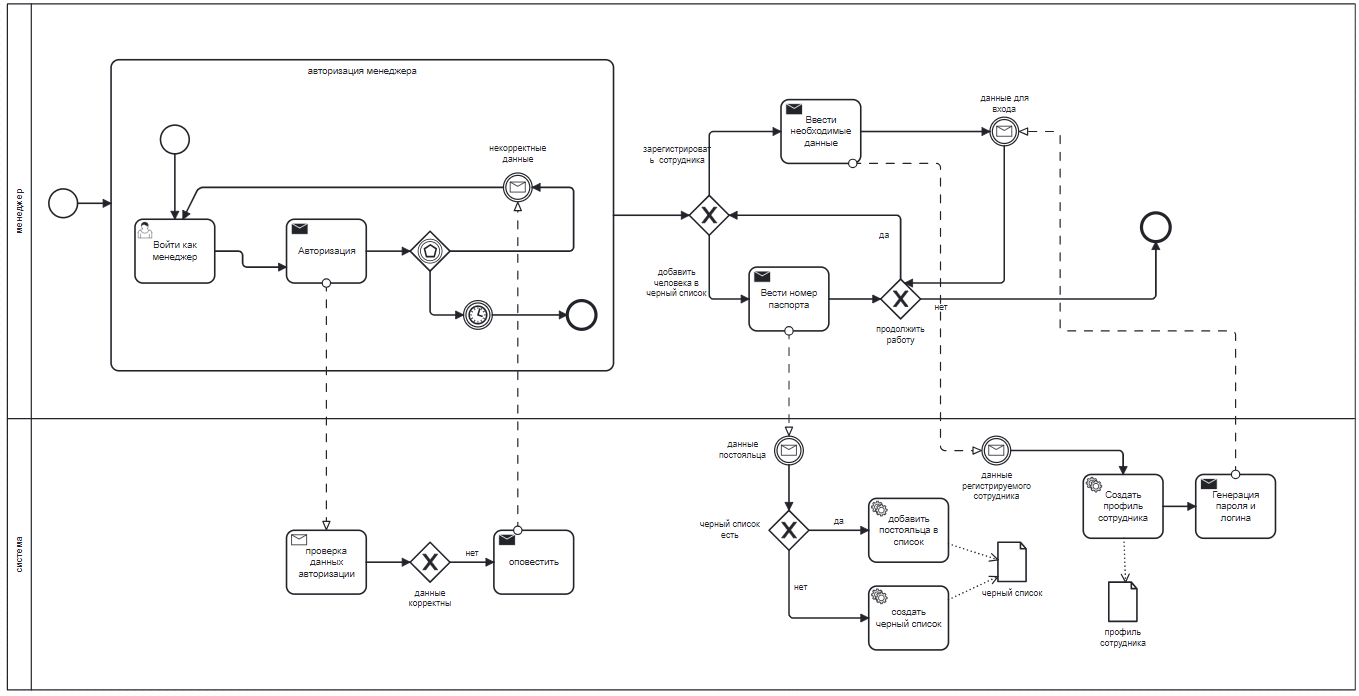 менеджер
авторизация менеджера
Войти как
менеджер
Авторизация
некорректные
данные
зарегистрироват
ь сотрудника
Ввести
необходимые
данные
данные для
входа
добавить
человека в
черный список
Вести номер
паспорта
да
нет
продолжить
работу
система
проверка
данных
авторизации
данные
корректны
нет
оповестить
данные
постояльца
черный список
есть
да
нет
добавить
постояльца в
список
создать
черный список
черный список
данные
регистрируемого
сотрудника
Создать
профиль
сотрудника
Генерация
пароля и
логина
профиль
сотрудника